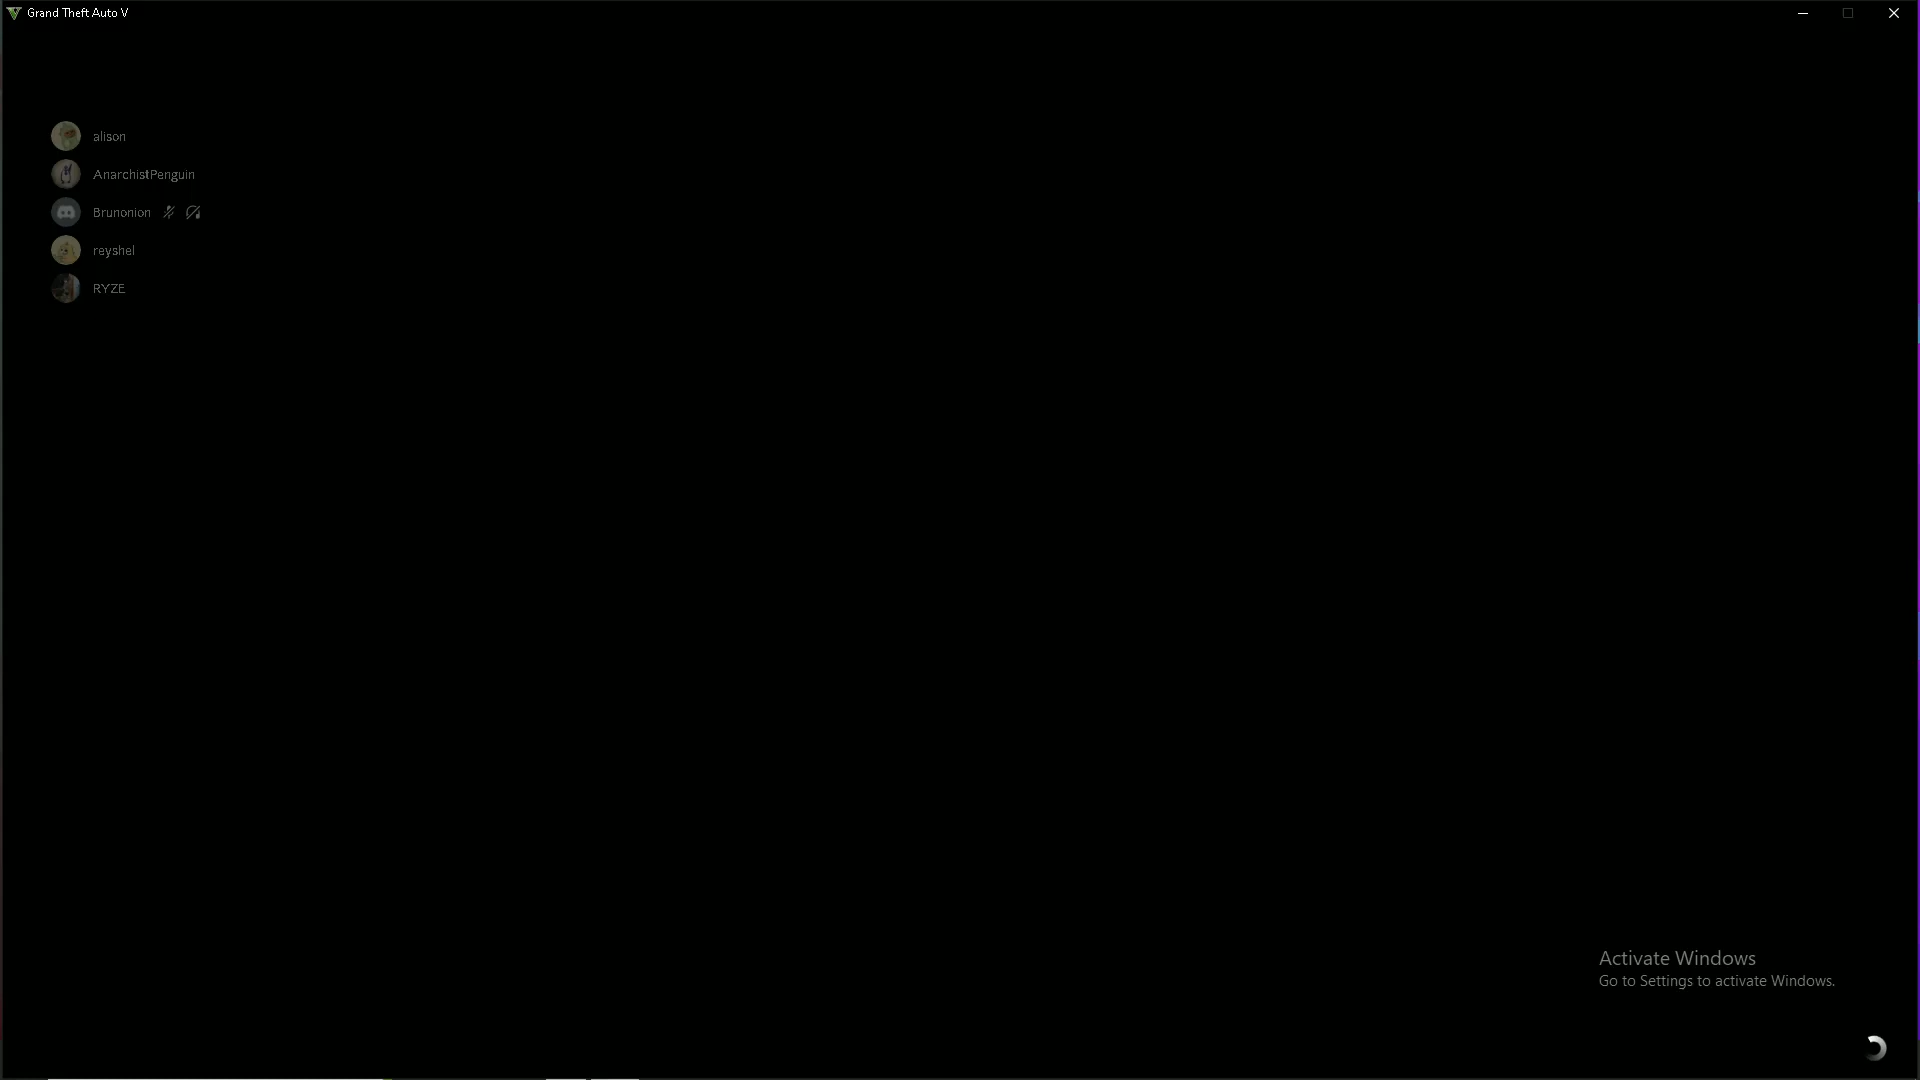 Grand Theft Auto V
alison
AnarchistPenguin
Brunonion
reyshel
RYZE
Activate Windows
Go to Settings to activate Windows.